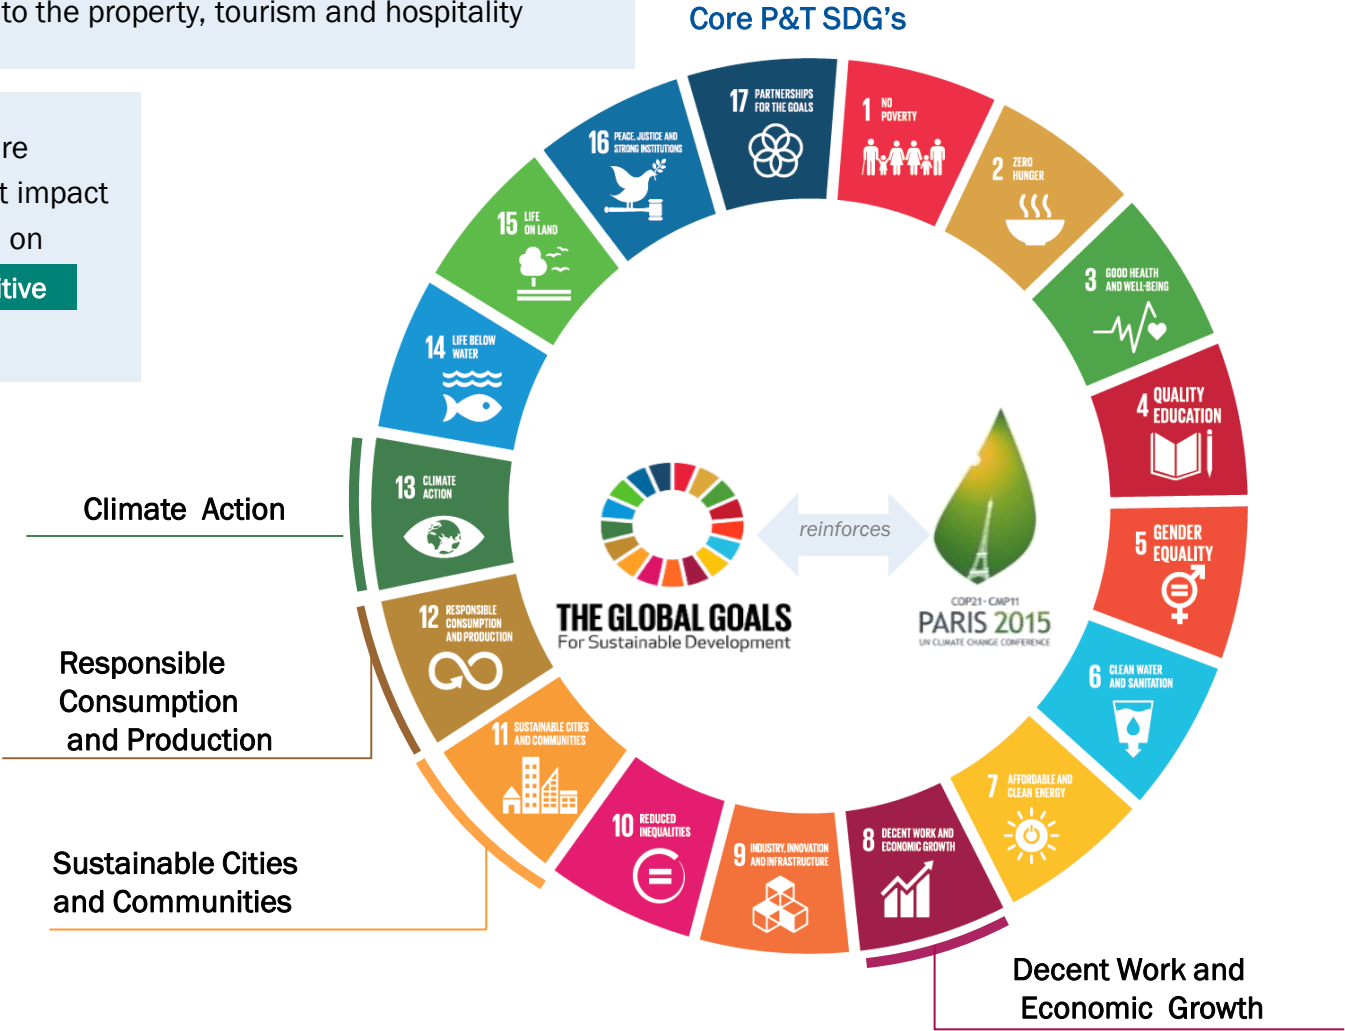 to the property, tourism and hospitality
Core P&T SDG's
re
t impact
on
itive
17 PARTNERSHIPS
FOR THE GOALS
1 NO
POVERTY
2 ZERO
HUNGER
3 GOOD HEALTH
AND WELL-BEING
4 QUALITY
EDUCATION
5 GENDER
EQUALITY
6 CLEAN WATER
AND SANITATION
7 AFFORDABLE AND
CLEAN ENERGY
8 DECENT WORK AND
ECONOMIC GROWTH
9 INDUSTRY, INNOVATION
AND INFRASTRUCTURE
10 REDUCED
INEQUALITIES
11 SUSTAINABLE CITIES
AND COMMUNITIES
12 RESPONSIBLE
CONSUMPTION
AND PRODUCTION
13 CLIMATE
ACTION
14 LIFE BELOW
WATER
15 LIFE
ON LAND
16 PEACE, JUSTICE AND
STRONG INSTITUTIONS
THE GLOBAL GOALS
For Sustainable Development
reinforces
COP21·CMP11
PARIS 2015
UN CLIMATE CHANGE CONFERENCE
Climate Action
Responsible
Consumption
and Production
Sustainable Cities
and Communities
Decent Work and
Economic Growth